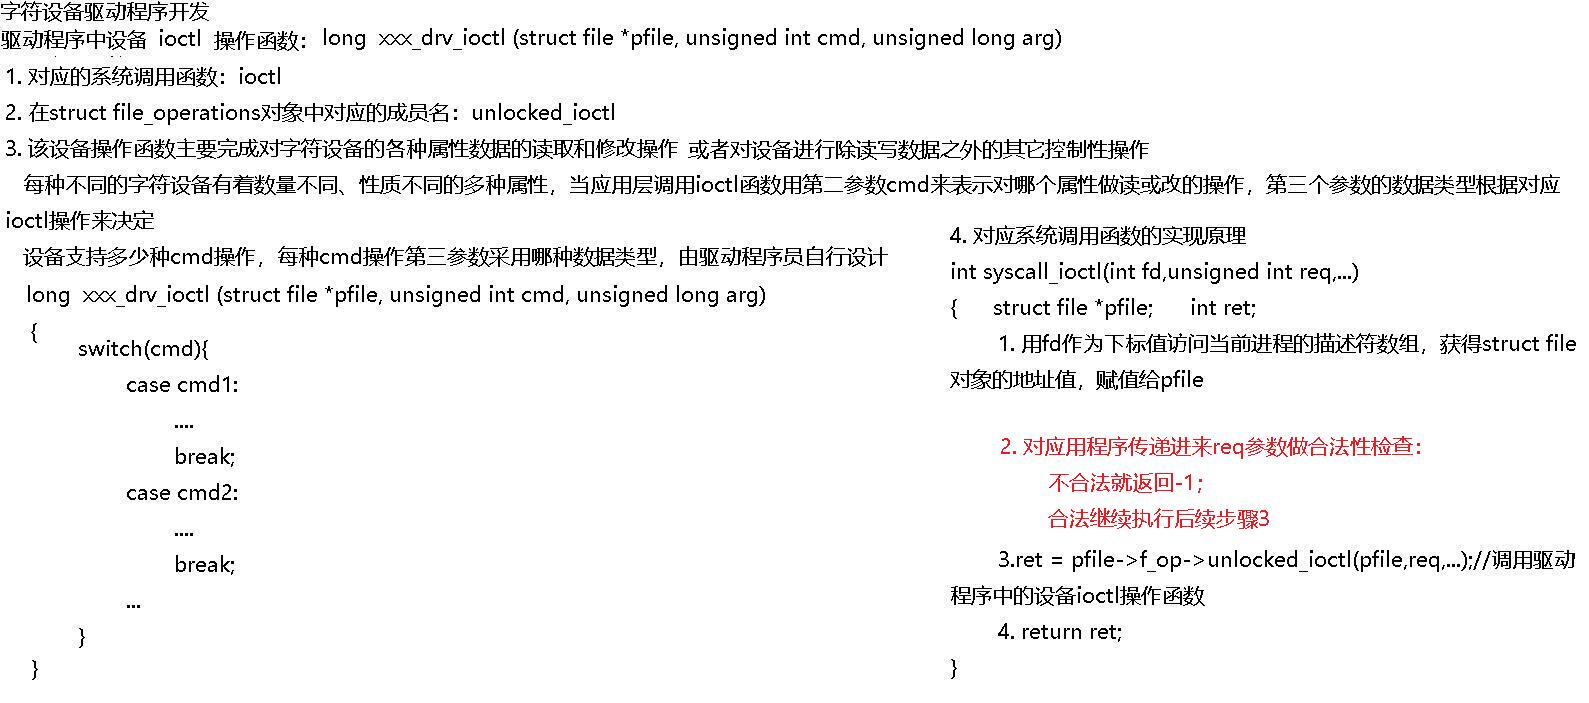 字符设备驱动程序开发
驱动程序中设备 ioctl 操作函数：long xxx_drv_ioctl (struct file *pfile, unsigned int cmd, unsigned long arg)
1. 对应的系统调用函数：ioctl
2. 在struct file_operations对象中对应的成员名：unlocked_ioctl
3. 该设备操作函数主要完成对字符设备的各种属性数据的读取和修改操作 或者对设备进行除读写数据之外的其它控制性操作
每种不同的字符设备有着数量不同、性质不同的多种属性，当应用层调用ioctl函数用第二参数cmd来表示对哪个属性做读或改的操作，第三个参数的数据类型根据对应
ioctl操作来决定
设备支持多少种cmd操作，每种cmd操作第三参数采用哪种数据类型，由驱动程序员自行设计
long xxx_drv_ioctl (struct file *pfile, unsigned int cmd, unsigned long arg)
{
switch(cmd){
case cmd1:
....
break;
case cmd2:
....
break;
...
}
}
4. 对应系统调用函数的实现原理
int syscall_ioctl(int fd,unsigned int req,...)
{ struct file *pfile; int ret;
1. 用fd作为下标值访问当前进程的描述符数组，获得struct file
对象的地址值，赋值给pfile
2. 对应用程序传递进来req参数做合法性检查：
不合法就返回-1；
合法继续执行后续步骤3
3.ret = pfile->f_op->unlocked_ioctl(pfile,req,...);//调用驱动
程序中的设备ioctl操作函数
4. return ret;
}